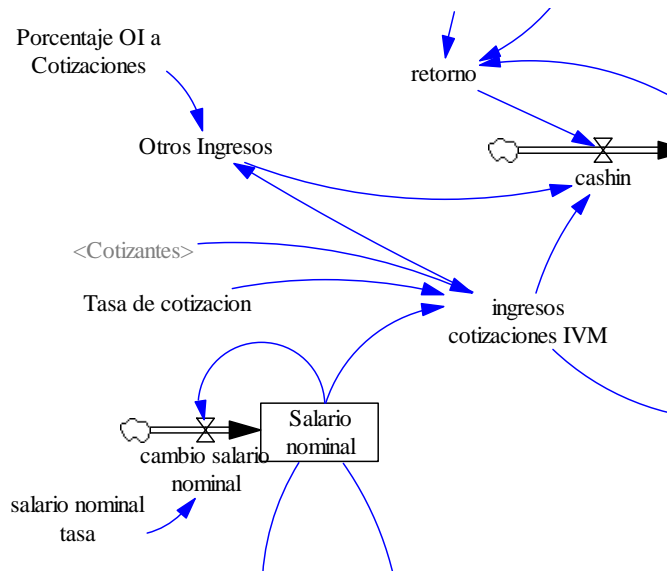 Porcentaje OI a
Cotizaciones
retorno
Otros Ingresos
cashin
<Cotizantes>
Tasa de cotizacion
ingresos
cotizaciones IVM
Salario
nominal
cambio salario
nominal
salario nominal
tasa